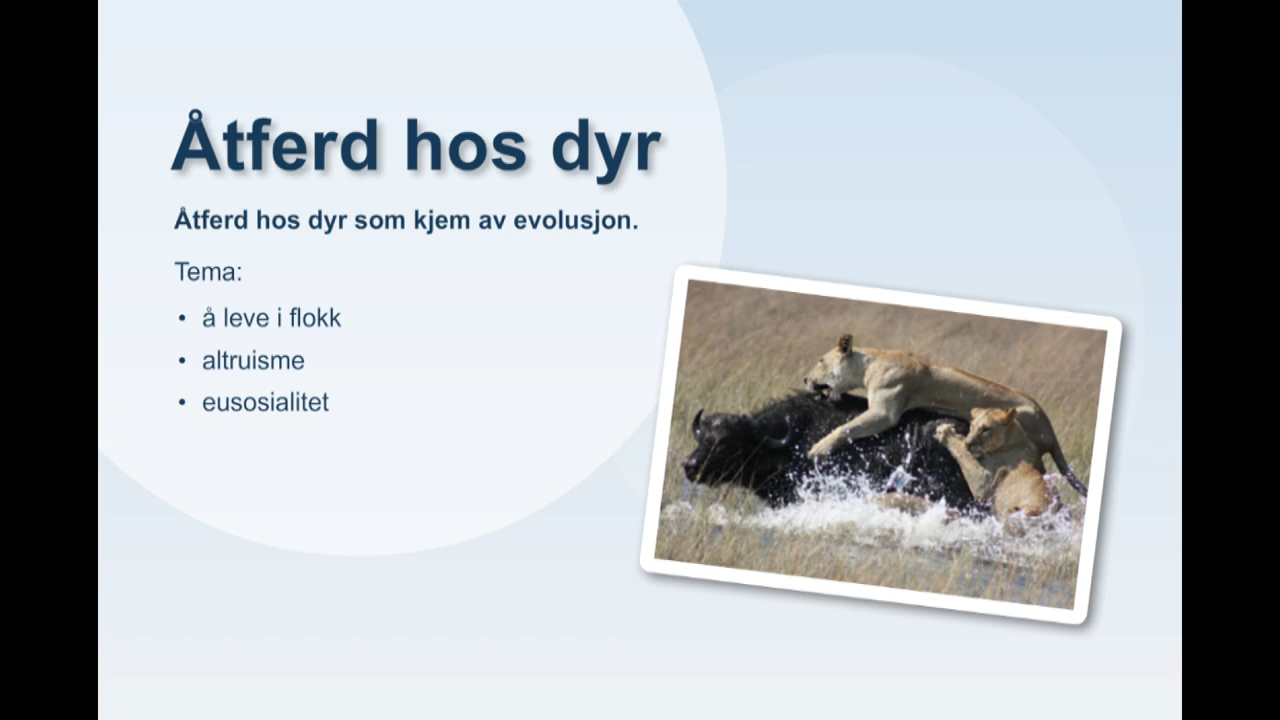 Åtferd hos dyr
Åtferd hos dyr som kjem av evolusjon.
Tema:
• å leve i flokk
• altruisme
• eusosialitet